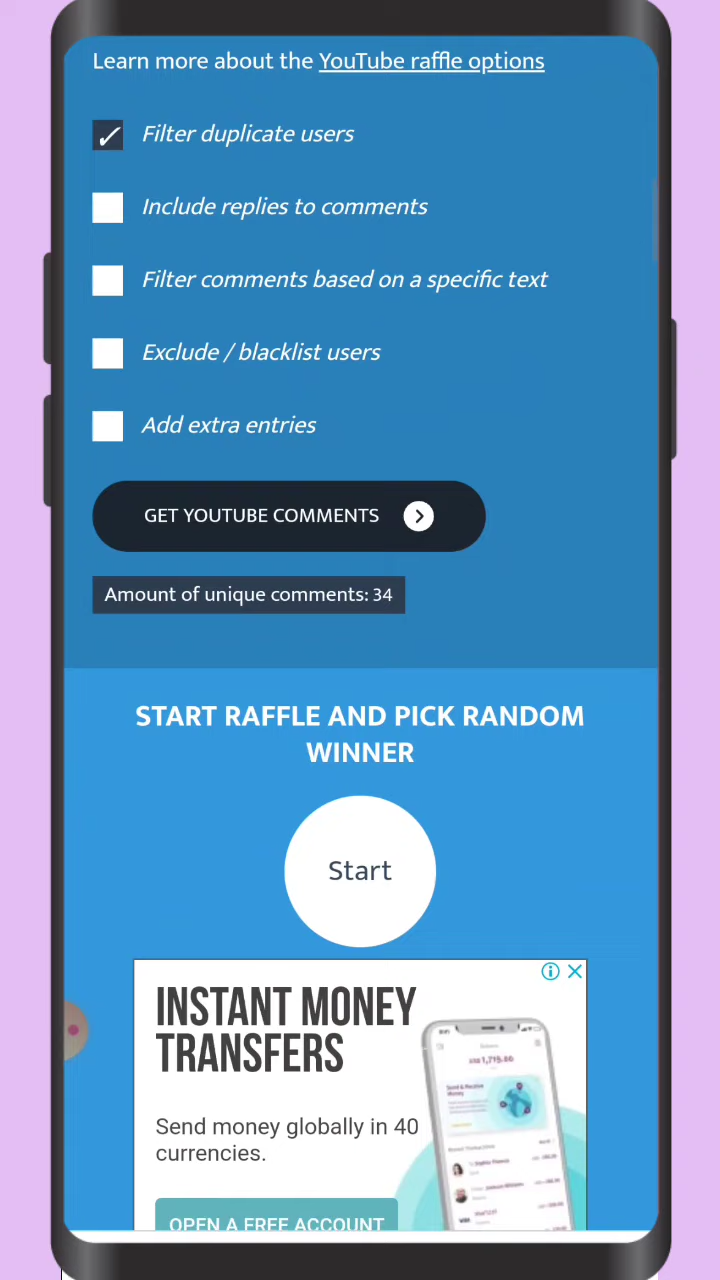 Learn more about the YouTube raffle options
Filter duplicate users
Include replies to comments
Filter comments based on a specific text
Exclude / blacklist users
Add extra entries
GET YOUTUBE COMMENTS
Amount of unique comments: 34
START RAFFLE AND PICK RANDOM
WINNER
Start
INSTANT MONEY
TRANSFERS
Send money globally in 40
currencies.
OPEN A FREE ACCOUNT